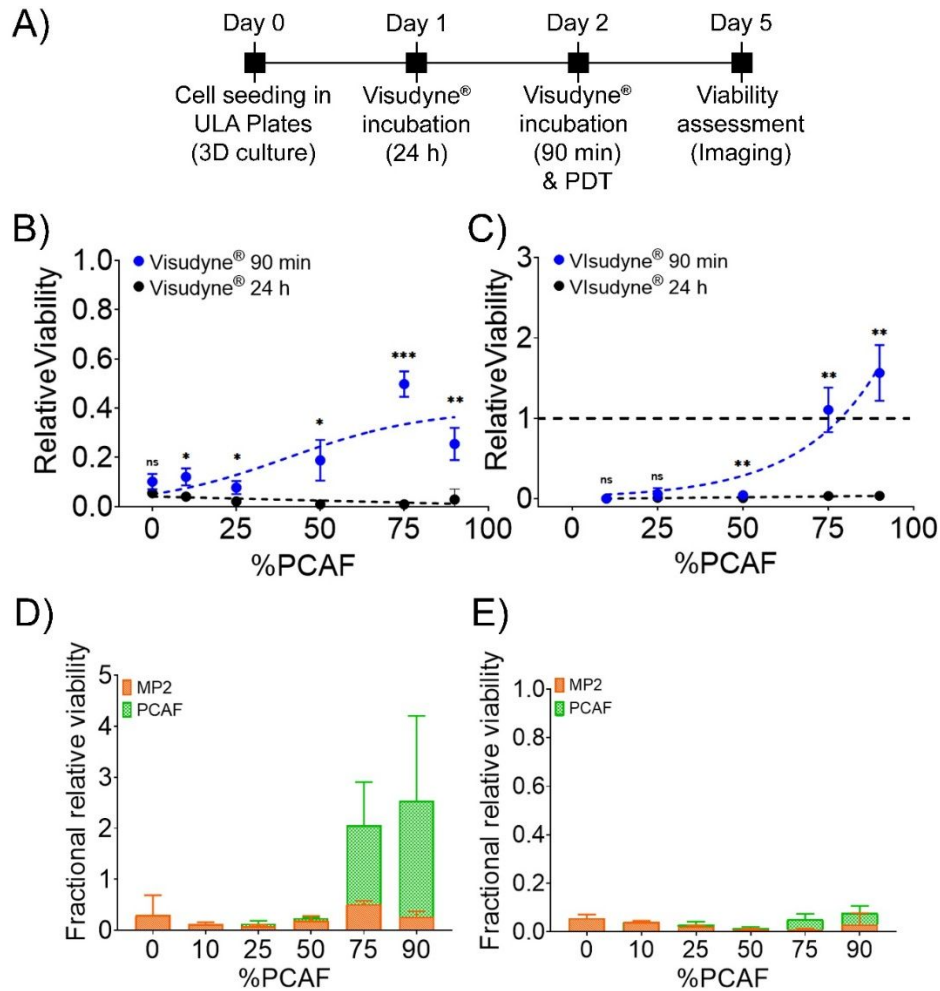 A)
Day 0 Day 1 Day 2 Day 5
Cell seeding in Visudyne® Visudyne® Viability
ULA Plates incubation incubation assessment
(3D culture) (24 h) (90 min) (Imaging)
& PDT
B)
RelativeViability
1.0
0.8
0.6
0.4
0.2
0.0
Visudyne® 90 min
Visudyne® 24 h
ns * * * *** **
0 25 50 75 100
%PCAF
C)
RelativeViability
3
2
1
0
VIsudyne® 90 min
VIsudyne® 24 h
ns ns ** ** **
0 25 50 75 100
%PCAF
D)
Fractional relative viability
5
4
3
2
1
0
MP2
PCAF
0 10 25 50 75 90
%PCAF
E)
Fractional relative viability
1.0
0.8
0.6
0.4
0.2
0.0
MP2
PCAF
0 10 25 50 75 90
%PCAF